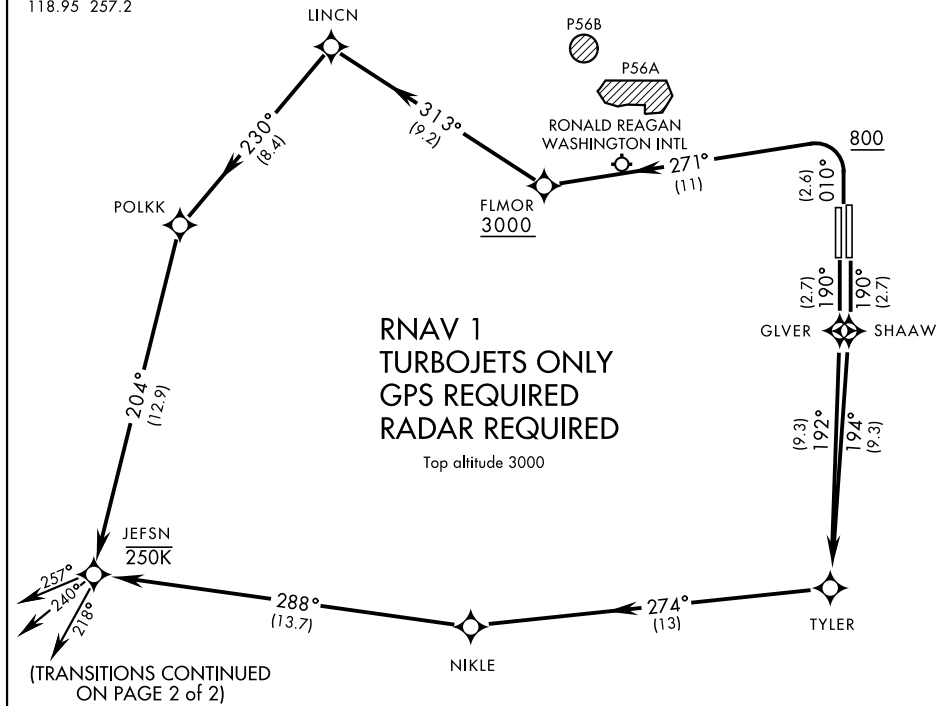 118.95 257.2
LINCN
P56B
P56A
RONALD REAGAN
WASHINGTON INTL
800
313°
(9.2)
271°
(11)
010°
(2.6)
230°
(8.4)
FLMOR
3000
POLKK
190°
(2.7)
190°
(2.7)
GLVER
SHAAW
RNAV 1
TURBOJETS ONLY
GPS REQUIRED
RADAR REQUIRED
Top altitude 3000
204°
(12.9)
192°
(9.3)
194°
(9.3)
JEFSN
250K
257°
240°
218°
288°
(13.7)
274°
(13)
TYLER
NIKLE
(TRANSITIONS CONTINUED
ON PAGE 2 of 2)